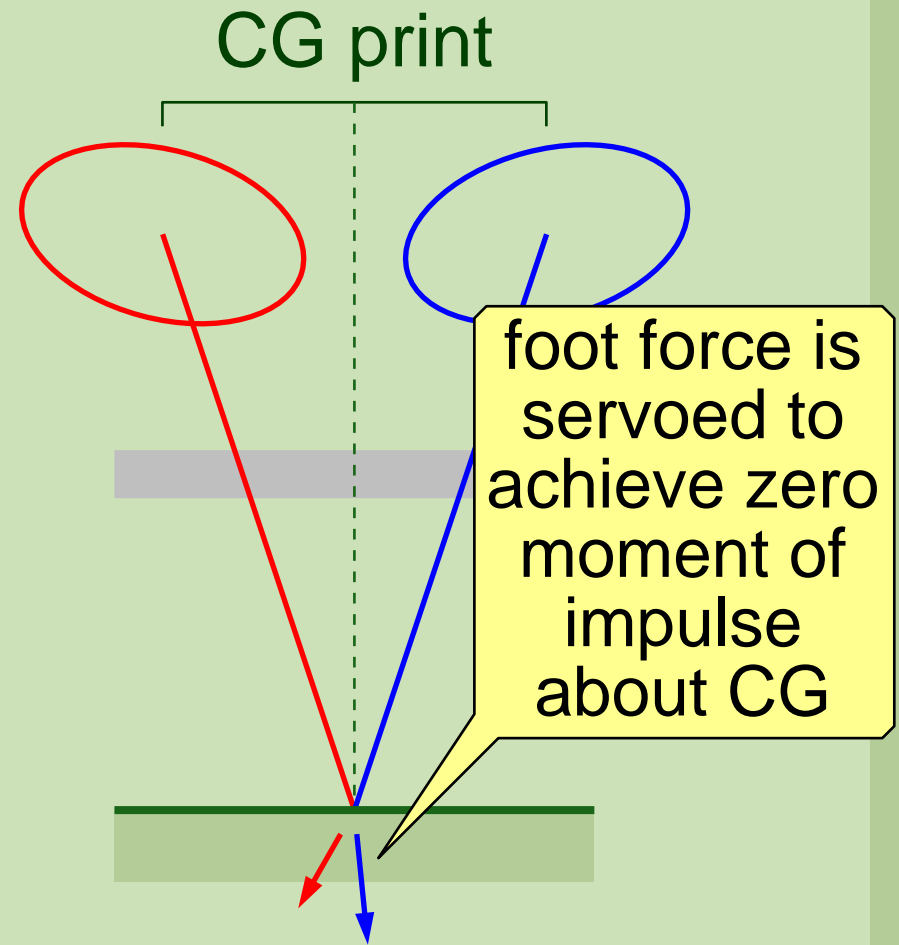 CG print
foot force is
servoed to
achieve zero
moment of
impulse
about CG